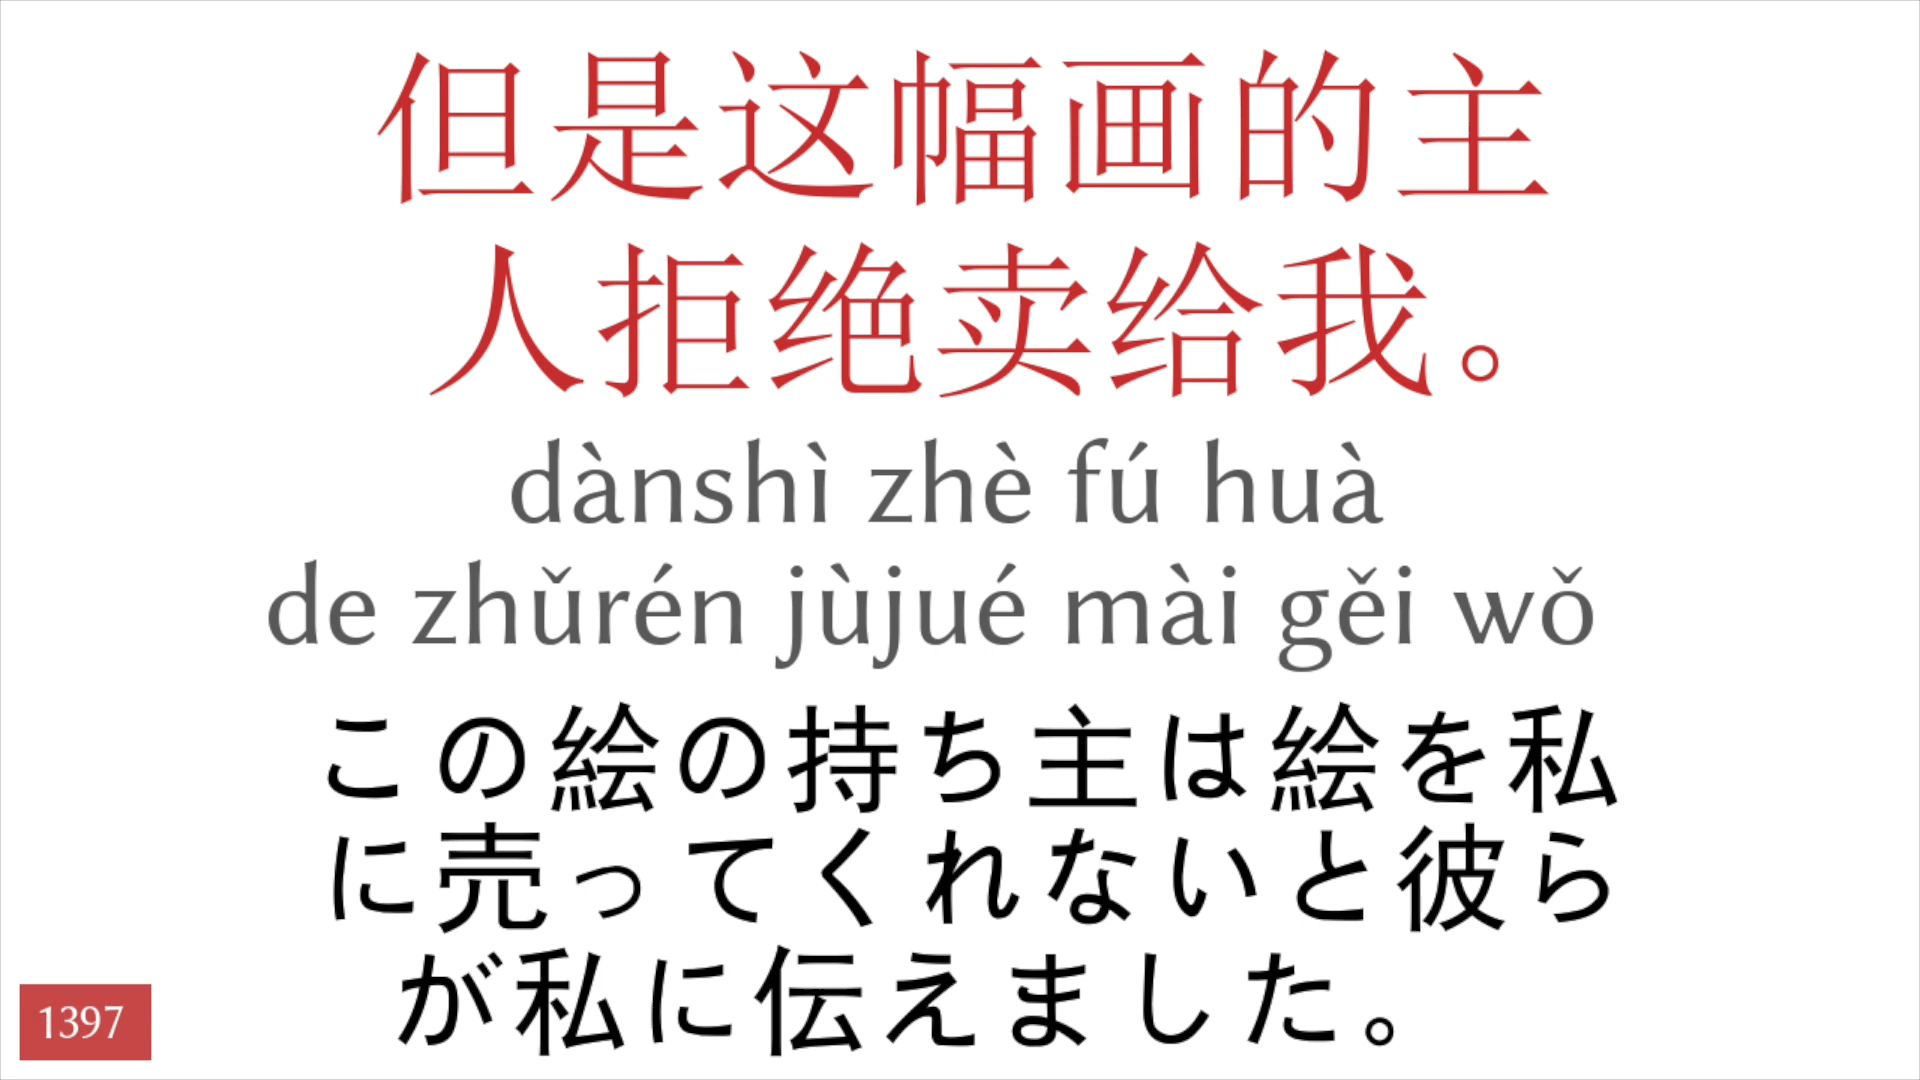 但是这幅画的主
人拒绝卖给我。
dànshì zhè fú huà
de zhǔrén jùjué mài gěi wǒ
この絵の持ち主は絵を私
に売ってくれないと彼ら
が私に伝えました。
1397